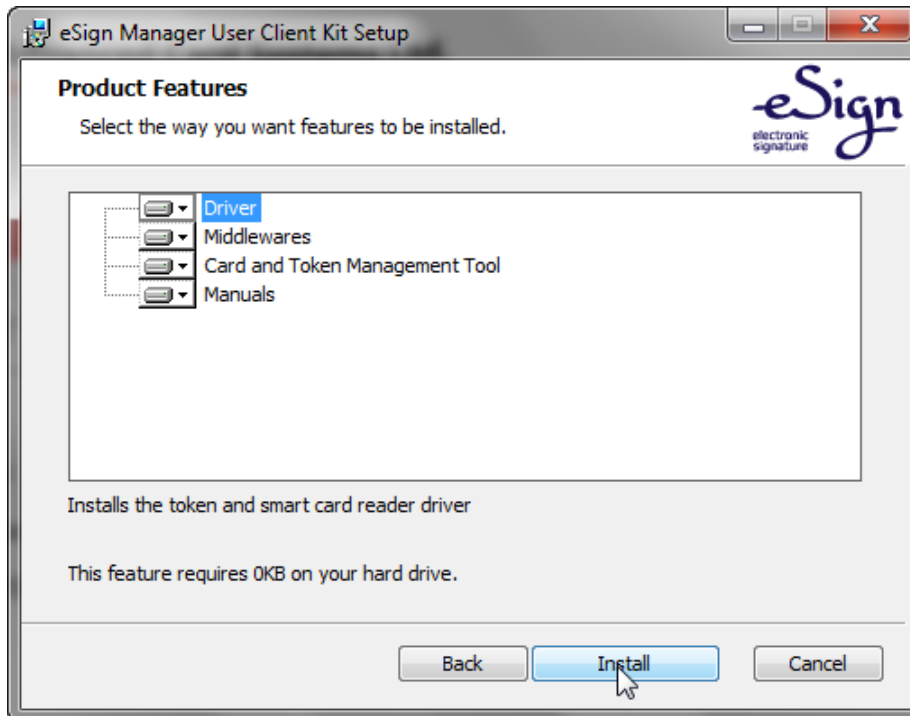 eSign Manager User Client Kit Setup
Product Features
Select the way you want features to be installed.
eSign
electronic
signature
Driver
Middlewares
Card and Token Management Tool
Manuals
Installs the token and smart card reader driver
This feature requires 0KB on your hard drive.
Back Install Cancel